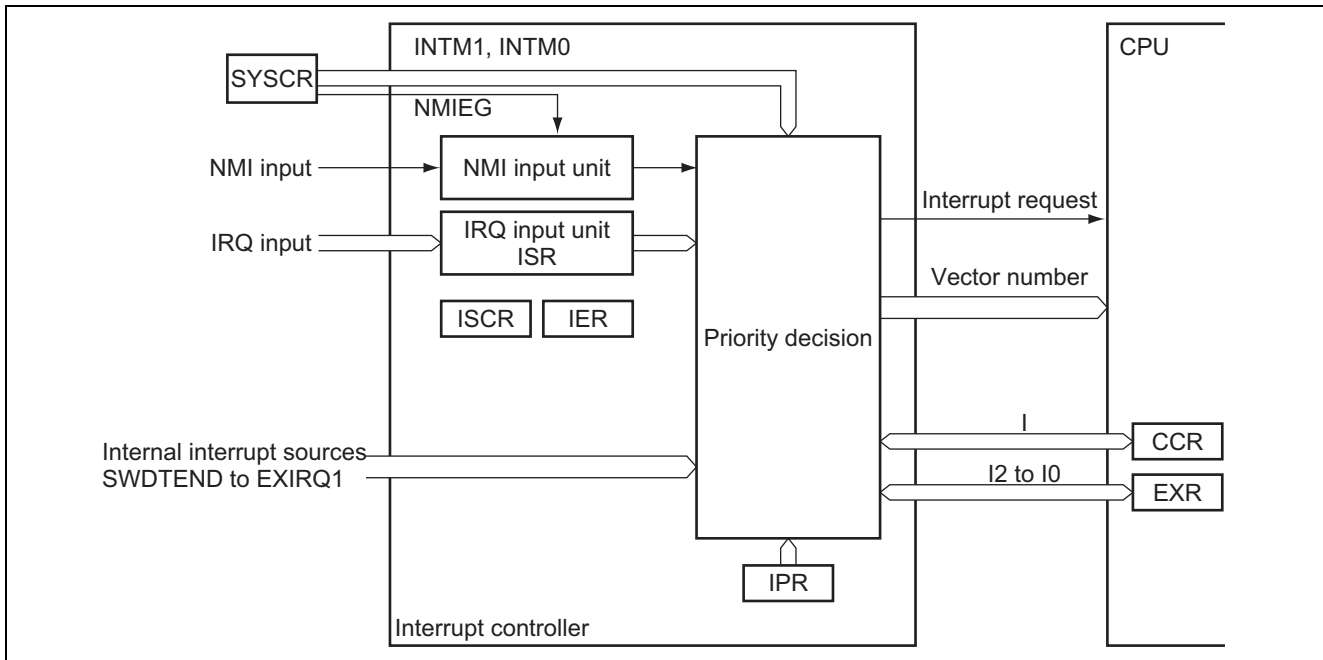 INTM1, INTM0
CPU
SYSCR
NMIEG
NMI input
NMI input unit
Interrupt request
IRQ input
IRQ input unit
ISR
Vector number
ISCR
IER
Priority decision
I
CCR
Internal interrupt sources
SWDTEND to EXIRQ1
I2 to I0
EXR
IPR
Interrupt controller